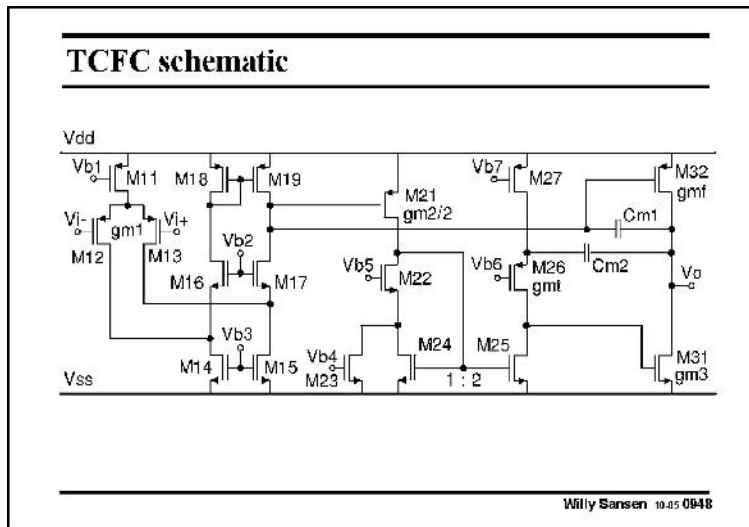 TCFC schematic
Vdd
Vb1
M11
M18
M19
M21
gm2/2
Vb7
M27
M32
gmf
Vi-
gm1
Vi+
M12
M13
Cm1
Cm2
Vb2
M16
M17
Vb5
M22
Vb6
M26
gmt
Vo
Vb3
M14
M15
Vb4
M23
M24
M25
1 : 2
M31
gm3
Vss
Willy Sansen 10-05 0948